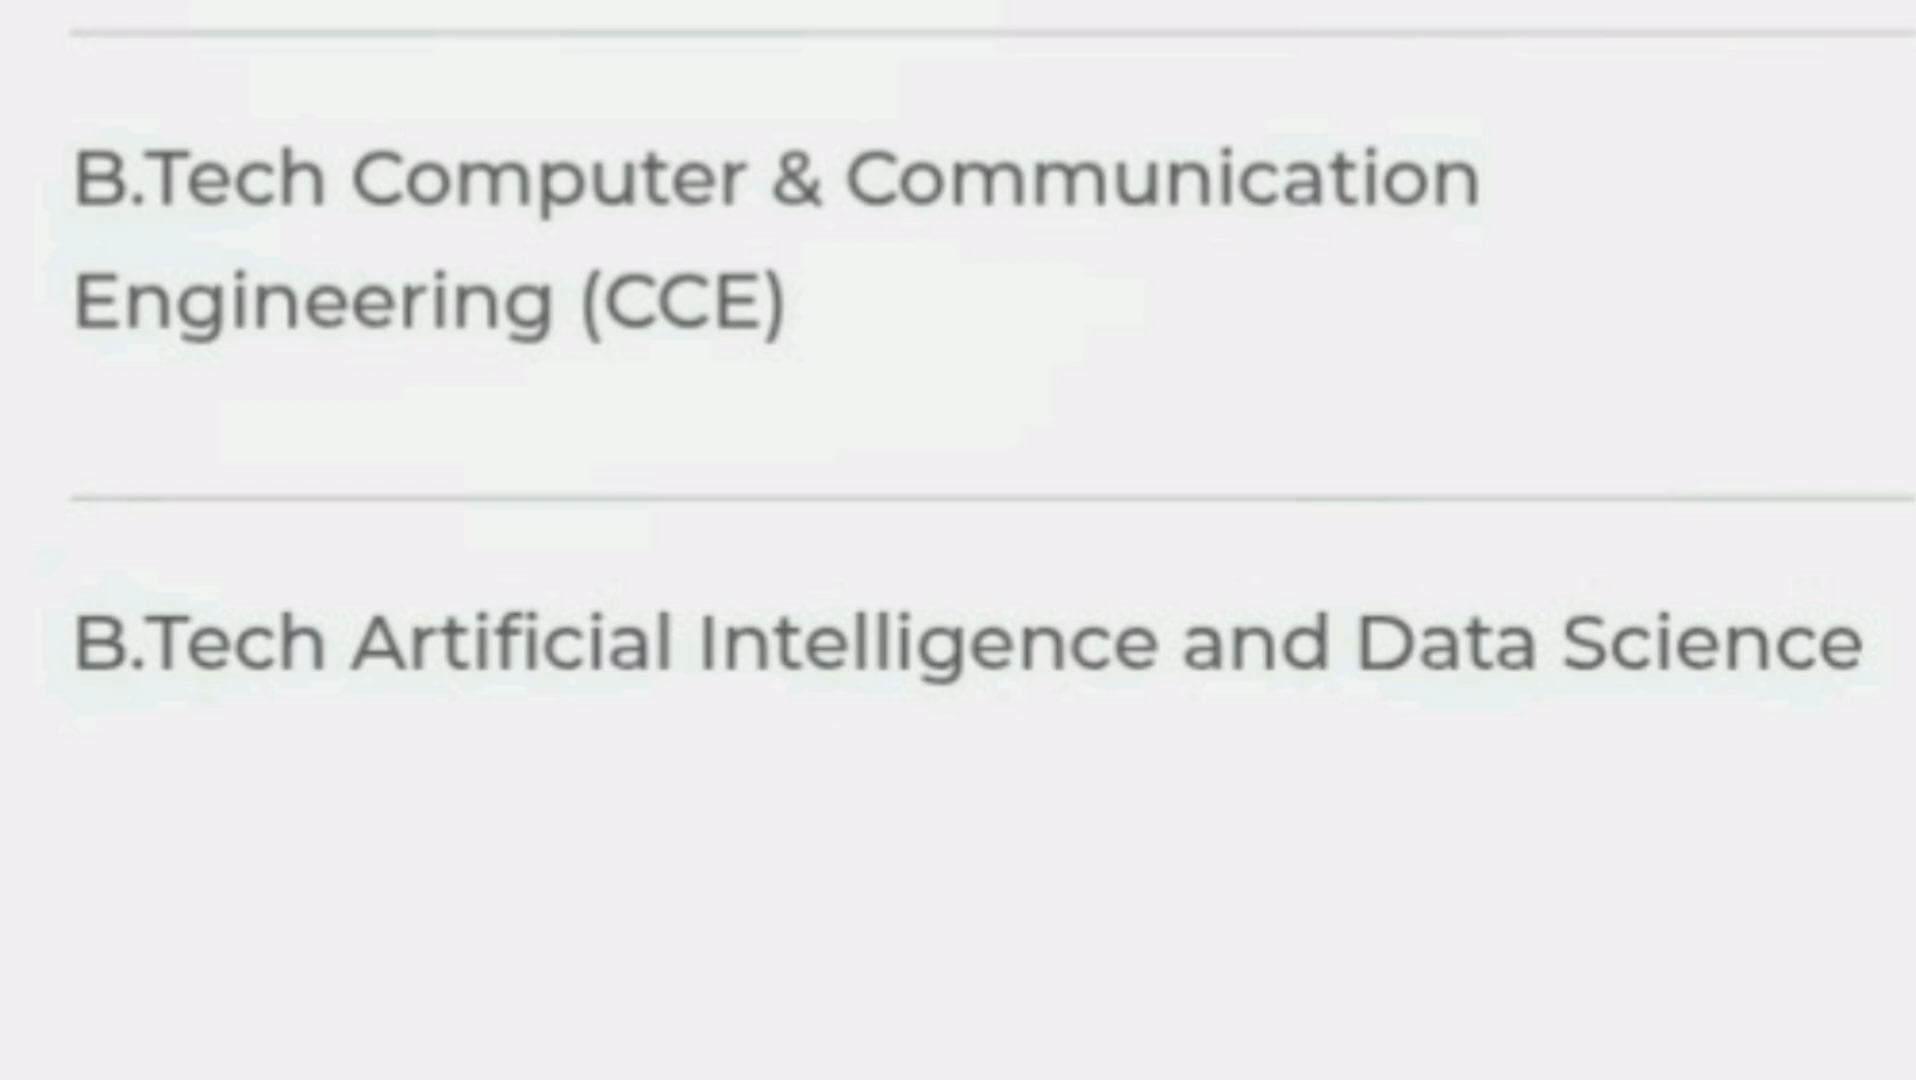 B.Tech Computer & Communication
Engineering (CCE)
B.Tech Artificial Intelligence and Data Science